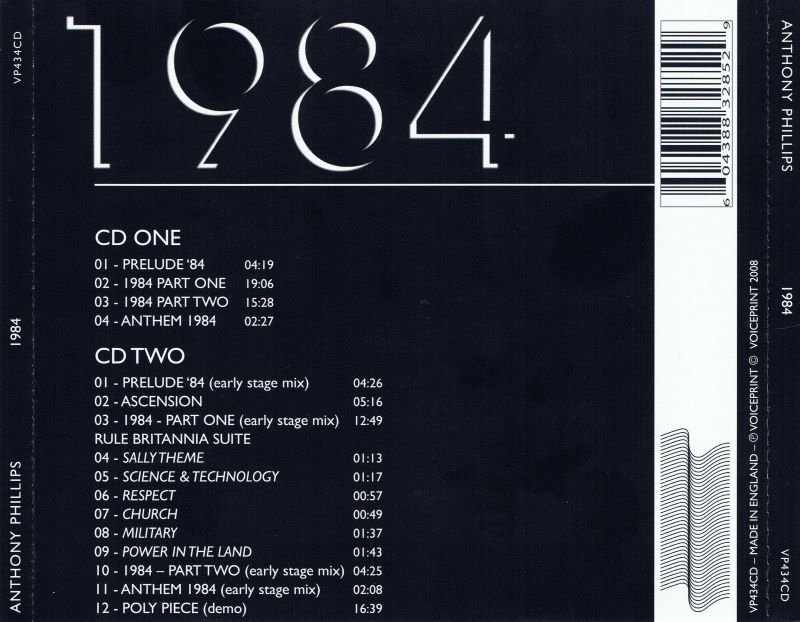 VP434CD
1984
ANTHONY PHILLIPS
1984
CD ONE
01 - PRELUDE ‘84 04:19
02 - 1984 PART ONE 19:06
03 - 1984 PART TWO 15:28
04 - ANTHEM 1984 02:27
CD TWO
01 - PRELUDE ‘84 (early stage mix) 04:26
02 - ASCENSION 05:16
03 - 1984 - PART ONE (early stage mix) 12:49
RULE BRITANNIA SUITE
04 - SALLY THEME 01:13
05 - SCIENCE & TECHNOLOGY 01:17
06 - RESPECT 00:57
07 - CHURCH 00:49
08 - MILITARY 01:37
09 - POWER IN THE LAND 01:43
10 - 1984 – PART TWO (early stage mix) 04:25
11 - ANTHEM 1984 (early stage mix) 02:08
12 - POLY PIECE (demo) 16:39
6 04388 32852 9
VP434CD – MADE IN ENGLAND – ℗ VOICEPRINT © VOICEPRINT 2008
ANTHONY PHILLIPS
1984
VP434CD